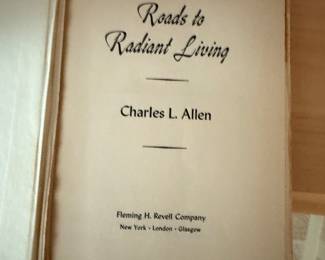 Roads to
Radiant Living
Charles L. Allen
Fleming H. Revell Company
New York • London • Glasgow